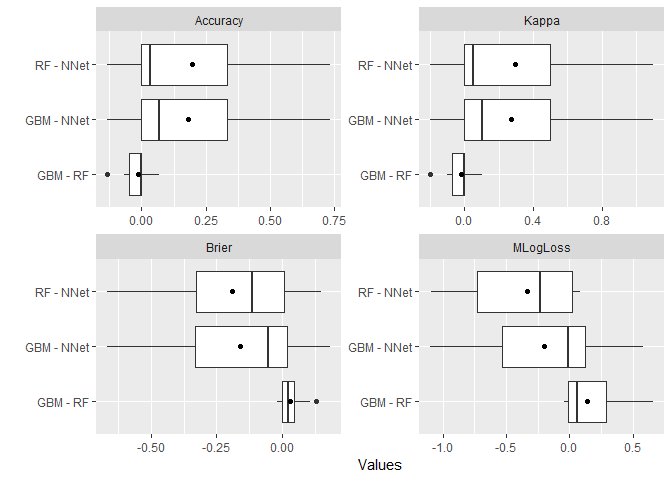 Accuracy
Kappa
RF - NNet
GBM - NNet
GBM - RF
0.00 0.25 0.50 0.75
RF - NNet
GBM - NNet
GBM - RF
0.0 0.4 0.8
Brier
MLogLoss
RF - NNet
GBM - NNet
GBM - RF
-0.50 -0.25 0.00
RF - NNet
GBM - NNet
GBM - RF
-1.0 -0.5 0.0 0.5
Values